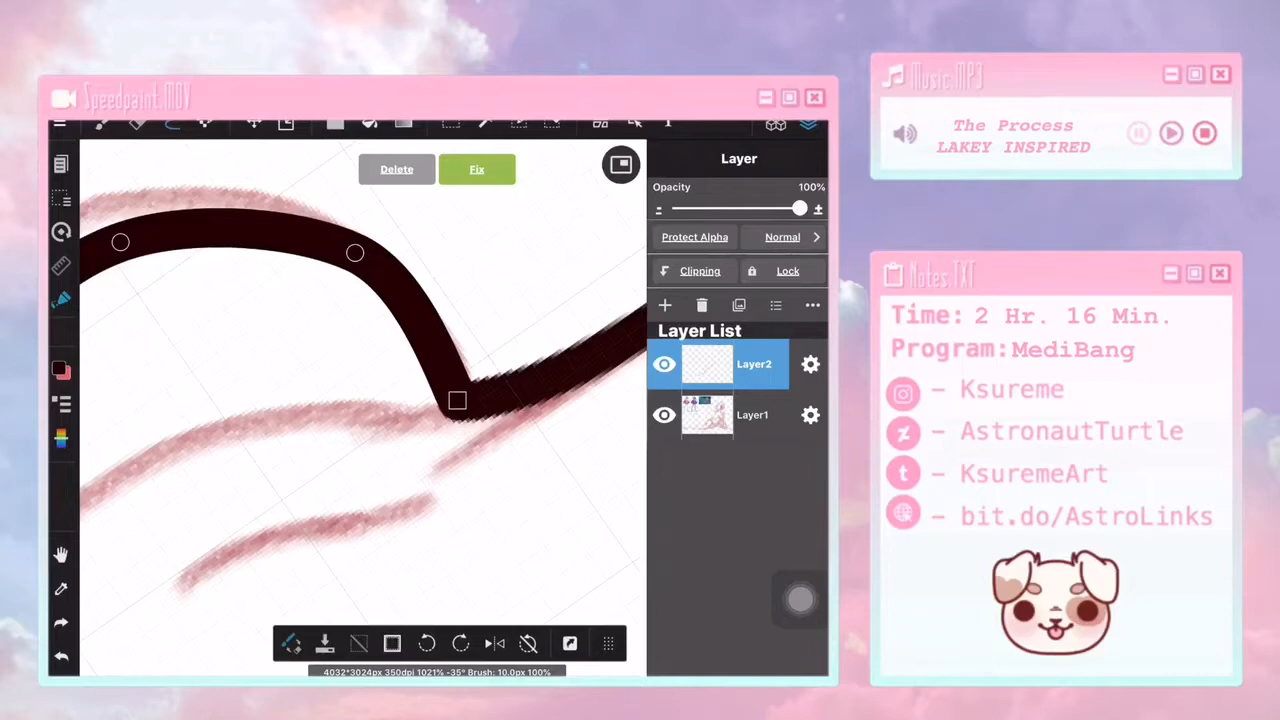 Speedpaint.MOV
Delete
Fix
Layer
Opacity
100%
Protect Alpha
Normal
Clipping
Lock
Layer List
Layer2
Layer1
4032*3024px 350dpi 1021% -35° Brush: 10.0px 100%
Music.MP3
The Process
LAKEY INSPIRED
Notes.TXT
Time: 2 Hr. 16 Min.
Program: MediBang
- Ksureme
- AstronautTurtle
- KsuremeArt
- bit.do/AstroLinks